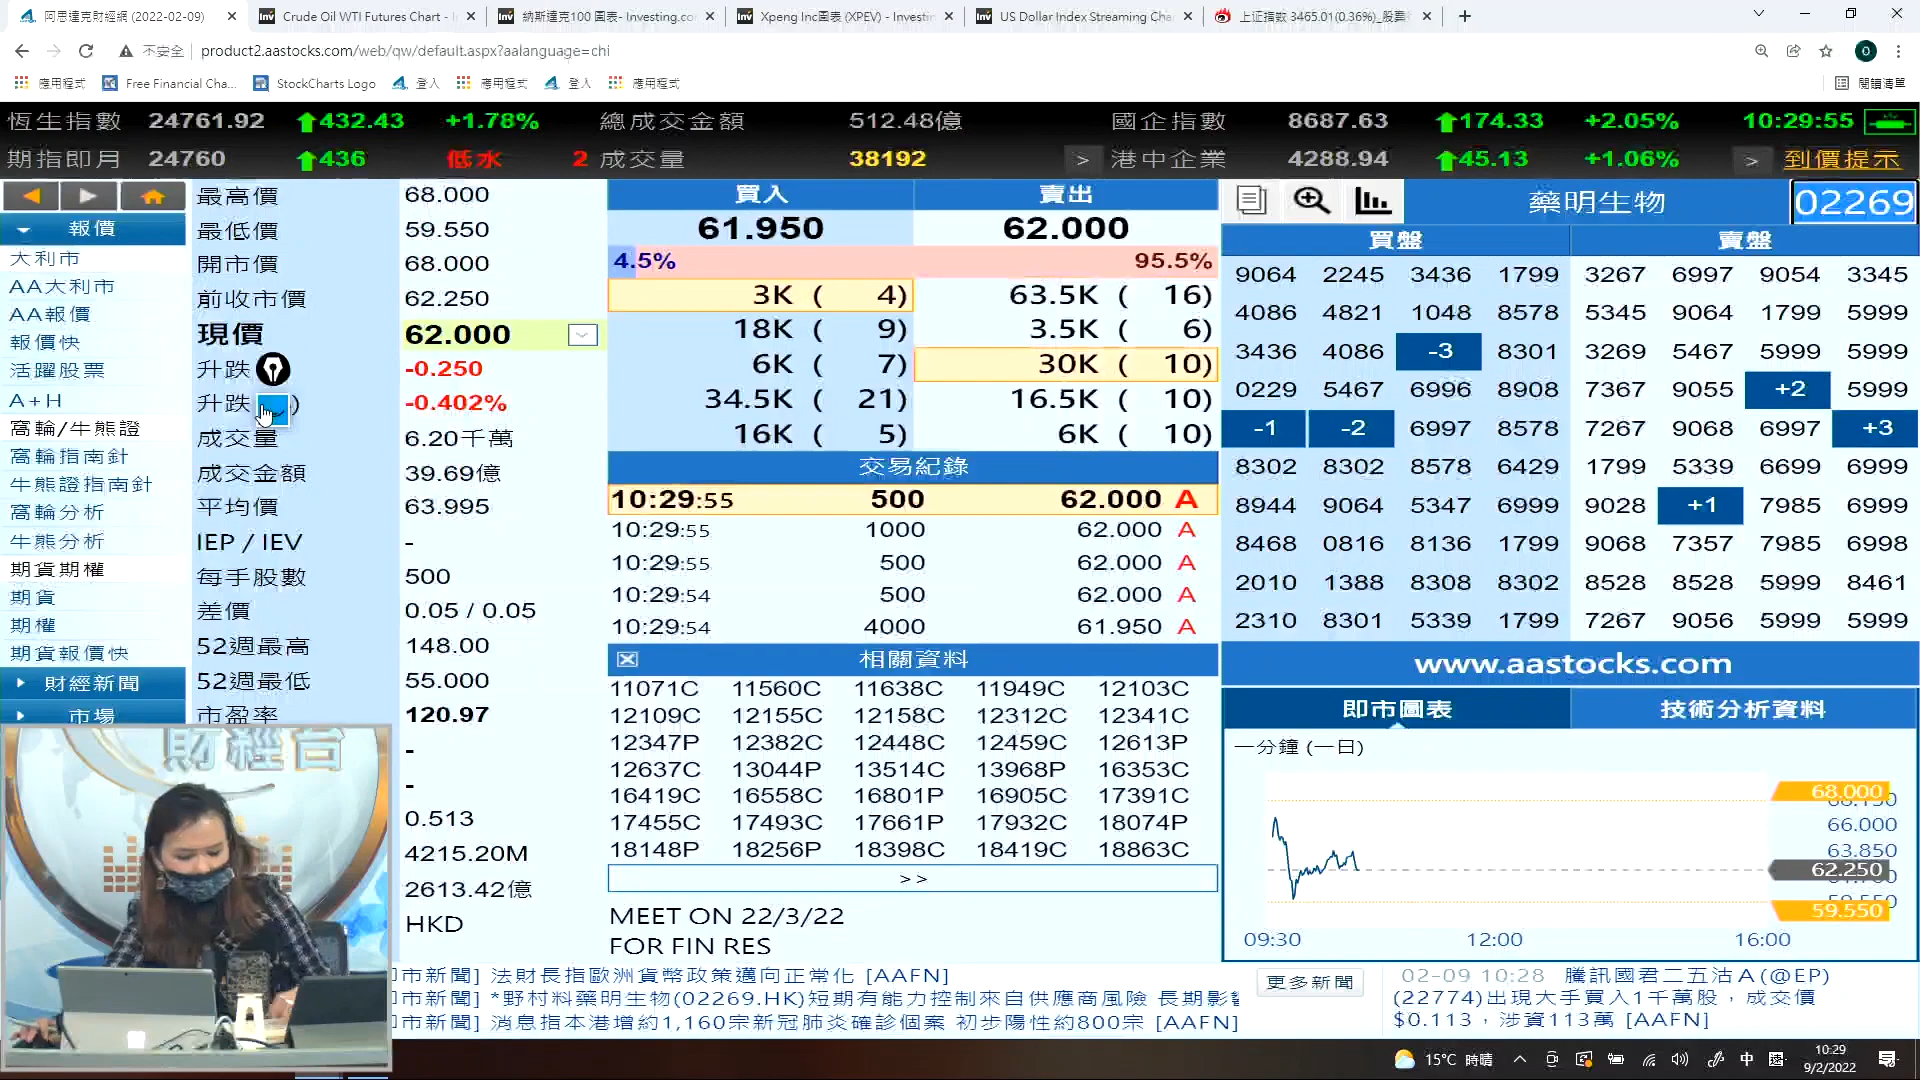 阿思達克財經網 (2022-02-09)
Crude Oil WTI Futures Chart - I
納斯達克100 圖表- Investing.co
Xpeng Inc圖表 (XPEV) - Investin
US Dollar Index Streaming Cha
上证指数 3465.01(0.36%)_股票
不安全 product2.aastocks.com/web/qw/default.aspx?aalanguage=chi
應用程式 Free Financial Cha... StockCharts Logo 登入 應用程式 登入 應用程式 閱讀清單
恆生指數 24761.92 432.43 +1.78% 總成交金額 512.48億 國企指數 8687.63 174.33 +2.05% 10:29:55
期指即月 24760 436 低水 2 成交量 38192 > 港中企業 4288.94 45.13 +1.06% > 到價提示
報價
大利市
AA大利市
AA報價
報價快
活躍股票
A+H
窩輪/牛熊證
窩輪指南針
牛熊證指南針
窩輪分析
牛熊分析
期貨期權
期貨
期權
期貨報價快
財經新聞
市場
最高價 68.000
最低價 59.550
開市價 68.000
前收市價 62.250
現價 62.000
升跌 -0.250
升跌 ) -0.402%
成交量 6.20千萬
成交金額 39.69億
平均價 63.995
IEP / IEV -
每手股數 500
差價 0.05 / 0.05
52週最高 148.00
52週最低 55.000
市盈率 120.97
-
-
0.513
4215.20M
2613.42億
HKD
財經台
買入 賣出
61.950 62.000
4.5% 95.5%
3K ( 4) 63.5K ( 16)
18K ( 9) 3.5K ( 6)
6K ( 7) 30K ( 10)
34.5K ( 21) 16.5K ( 10)
16K ( 5) 6K ( 10)
交易紀錄
10:29:55 500 62.000 A
10:29:55 1000 62.000 A
10:29:55 500 62.000 A
10:29:54 500 62.000 A
10:29:54 4000 61.950 A
相關資料
11071C 11560C 11638C 11949C 12103C
12109C 12155C 12158C 12312C 12341C
12347P 12382C 12448C 12459C 12613P
12637C 13044P 13514C 13968P 16353C
16419C 16558C 16801P 16905C 17391C
17455C 17493C 17661P 17932C 18074P
18148P 18256P 18398C 18419C 18863C
>>
MEET ON 22/3/22
FOR FIN RES
藥明生物 02269
買盤 賣盤
9064 2245 3436 1799 3267 6997 9054 3345
4086 4821 1048 8578 5345 9064 1799 5999
3436 4086 -3 8301 3269 5467 5999 5999
0229 5467 6996 8908 7367 9055 +2 5999
-1 -2 6997 8578 7267 9068 6997 +3
8302 8302 8578 6429 1799 5339 6699 6999
8944 9064 5347 6999 9028 +1 7985 6999
8468 0816 8136 1799 9068 7357 7985 6998
2010 1388 8308 8302 8528 8528 5999 8461
2310 8301 5339 1799 7267 9056 5999 5999
www.aastocks.com
即市圖表 技術分析資料
一分鐘 (一日)
68.000
66.000
63.850
62.250
59.550
09:30 12:00 16:00
市新聞] 法財長指歐洲貨幣政策邁向正常化 [AAFN]
市新聞] *野村料藥明生物(02269.HK)短期有能力控制來自供應商風險 長期影
市新聞] 消息指本港增約1,160宗新冠肺炎確診個案 初步陽性約800宗 [AAFN]
更多新聞
02-09 10:28 騰訊國君二五沽A(@EP)
(22774)出現大手買入1千萬股，成交價
$0.113，涉資113萬 [AAFN]
15°C 時晴 中
10:29
9/2/2022